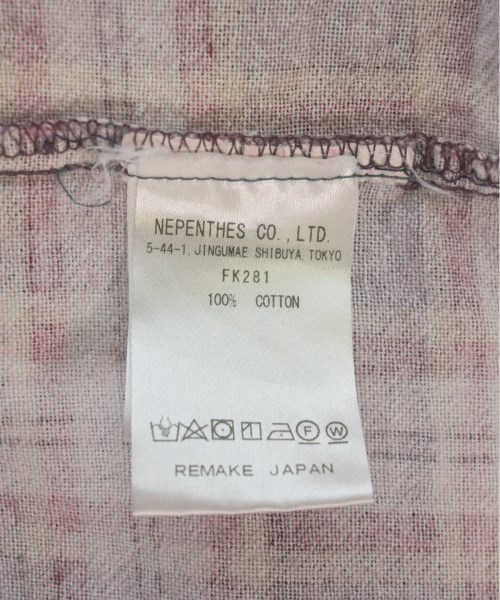 NEPENTHES CO.,LTD.
5-44-1, JINGUMAE SHIBUYA, TOKYO
FK281
100% COTTON
F W
REMAKE JAPAN